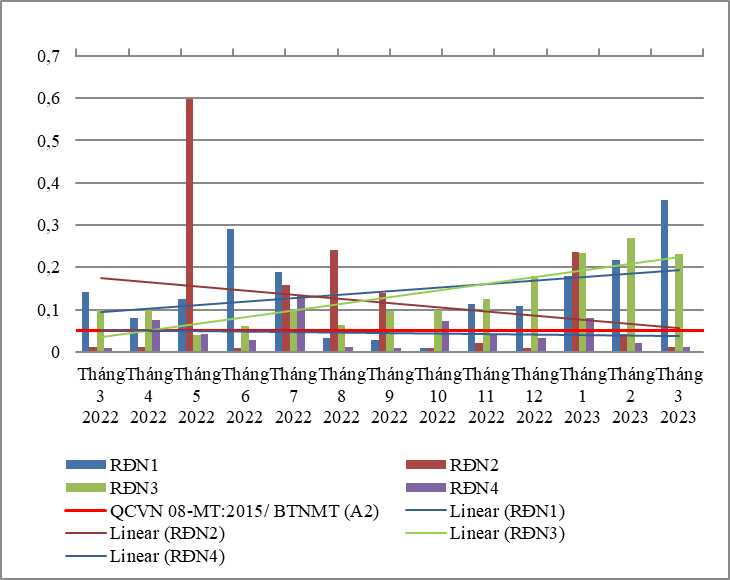 0,7
0,6
0,5
0,4
0,3
0,2
0,1
0
Tháng Tháng Tháng Tháng Tháng Tháng Tháng Tháng Tháng Tháng Tháng Tháng Tháng
3 4 5 6 7 8 9 10 11 12 1 2 3
2022 2022 2022 2022 2022 2022 2022 2022 2022 2022 2023 2023 2023
RĐN1 RĐN2
RĐN3 RĐN4
QCVN 08-MT:2015/ BTNMT (A2) Linear (RĐN1)
Linear (RĐN2) Linear (RĐN3)
Linear (RĐN4)